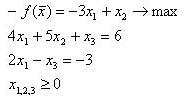 − f(x̅) = −3x₁ + x₂ → max
4x₁ + 5x₂ + x₃ = 6
2x₁ − x₃ = −3
x₁,₂,₃ ≥ 0